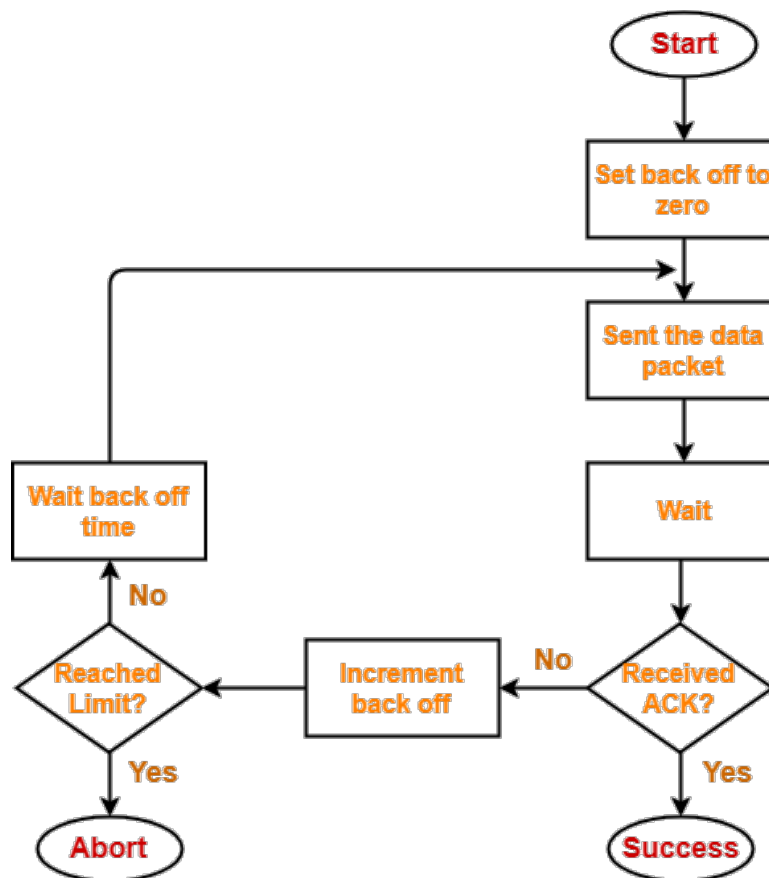 Start
Set back off to
zero
Sent the data
packet
Wait back off
time
Wait
No
Reached
Limit?
Increment
back off
No
Received
ACK?
Yes
Yes
Abort
Success